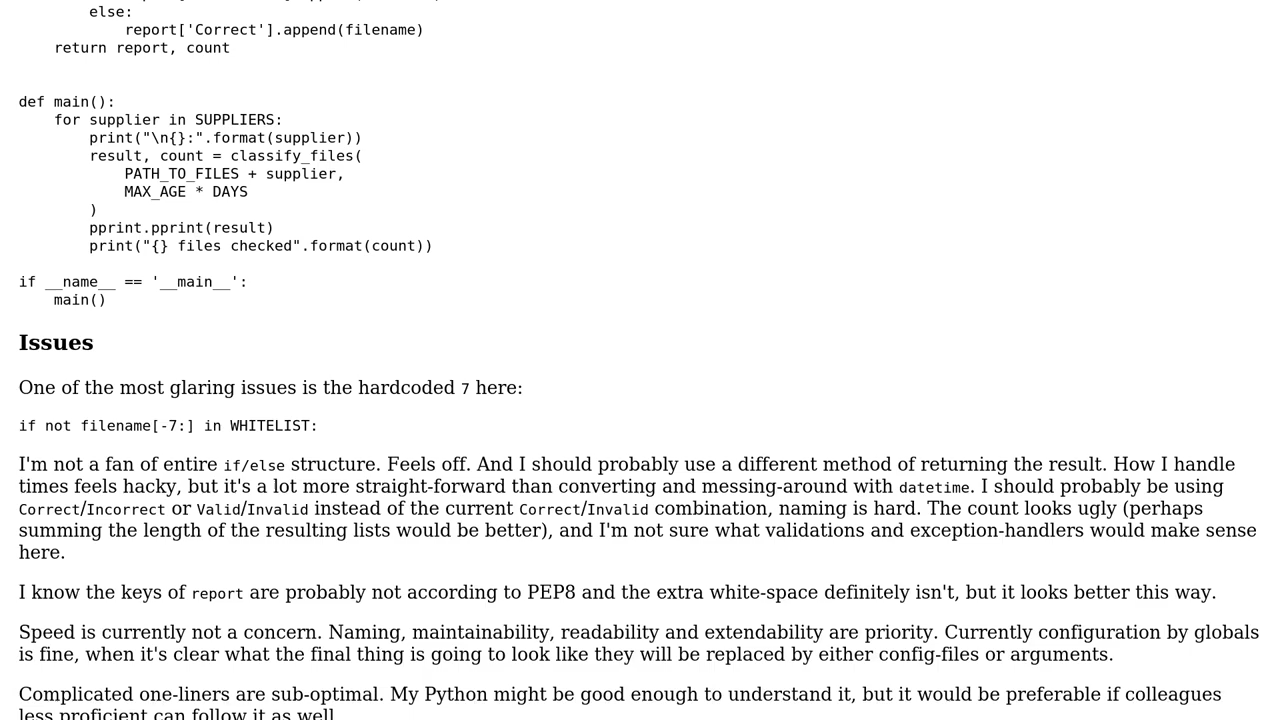 else:
report['Correct'].append(filename)
return report, count
def main():
for supplier in SUPPLIERS:
print("\n{}:".format(supplier))
result, count = classify_files(
PATH_TO_FILES + supplier,
MAX_AGE * DAYS
)
pprint.pprint(result)
print("{} files checked".format(count))
if __name__ == '__main__':
main()
Issues
One of the most glaring issues is the hardcoded 7 here:
if not filename[-7:] in WHITELIST:
I'm not a fan of entire if/else structure. Feels off. And I should probably use a different method of returning the result. How I handle
times feels hacky, but it's a lot more straight-forward than converting and messing-around with datetime. I should probably be using
Correct/Incorrect or Valid/Invalid instead of the current Correct/Invalid combination, naming is hard. The count looks ugly (perhaps
summing the length of the resulting lists would be better), and I'm not sure what validations and exception-handlers would make sense
here.
I know the keys of report are probably not according to PEP8 and the extra white-space definitely isn't, but it looks better this way.
Speed is currently not a concern. Naming, maintainability, readability and extendability are priority. Currently configuration by globals
is fine, when it's clear what the final thing is going to look like they will be replaced by either config-files or arguments.
Complicated one-liners are sub-optimal. My Python might be good enough to understand it, but it would be preferable if colleagues
less proficient can follow it as well